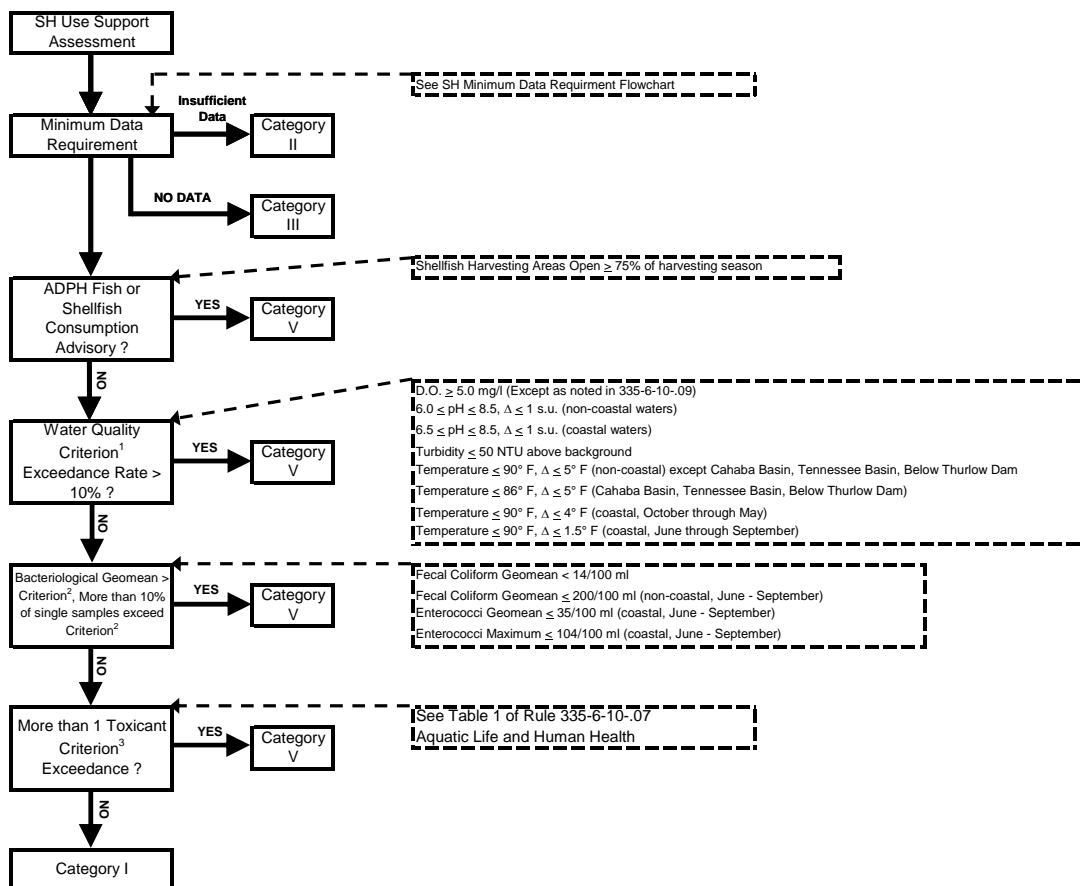 SH Use Support
Assessment
See SH Minimum Data Requirment Flowchart
Insufficient
Data
Minimum Data
Requirement
Category
II
NO DATA
Category
III
Shellfish Harvesting Areas Open ≥ 75% of harvesting season
ADPH Fish or
Shellfish
Consumption
Advisory ?
YES
Category
V
NO
D.O. ≥ 5.0 mg/l (Except as noted in 335-6-10-.09)
6.0 ≤ pH ≤ 8.5, Δ ≤ 1 s.u. (non-coastal waters)
6.5 ≤ pH ≤ 8.5, Δ ≤ 1 s.u. (coastal waters)
Turbidity ≤ 50 NTU above background
Temperature ≤ 90° F, Δ ≤ 5° F (non-coastal) except Cahaba Basin, Tennessee Basin, Below Thurlow Dam
Temperature ≤ 86° F, Δ ≤ 5° F (Cahaba Basin, Tennessee Basin, Below Thurlow Dam)
Temperature ≤ 90° F, Δ ≤ 4° F (coastal, October through May)
Temperature ≤ 90° F, Δ ≤ 1.5° F (coastal, June through September)
Water Quality
Criterion¹
Exceedance Rate >
10% ?
YES
Category
V
NO
Bacteriological Geomean >
Criterion², More than 10%
of single samples exceed
Criterion²
YES
Category
V
Fecal Coliform Geomean < 14/100 ml
Fecal Coliform Geomean ≤ 200/100 ml (non-coastal, June - September)
Enterococci Geomean ≤ 35/100 ml (coastal, June - September)
Enterococci Maximum ≤ 104/100 ml (coastal, June - September)
NO
More than 1 Toxicant
Criterion³
Exceedance ?
YES
Category
V
See Table 1 of Rule 335-6-10-.07
Aquatic Life and Human Health
NO
Category I